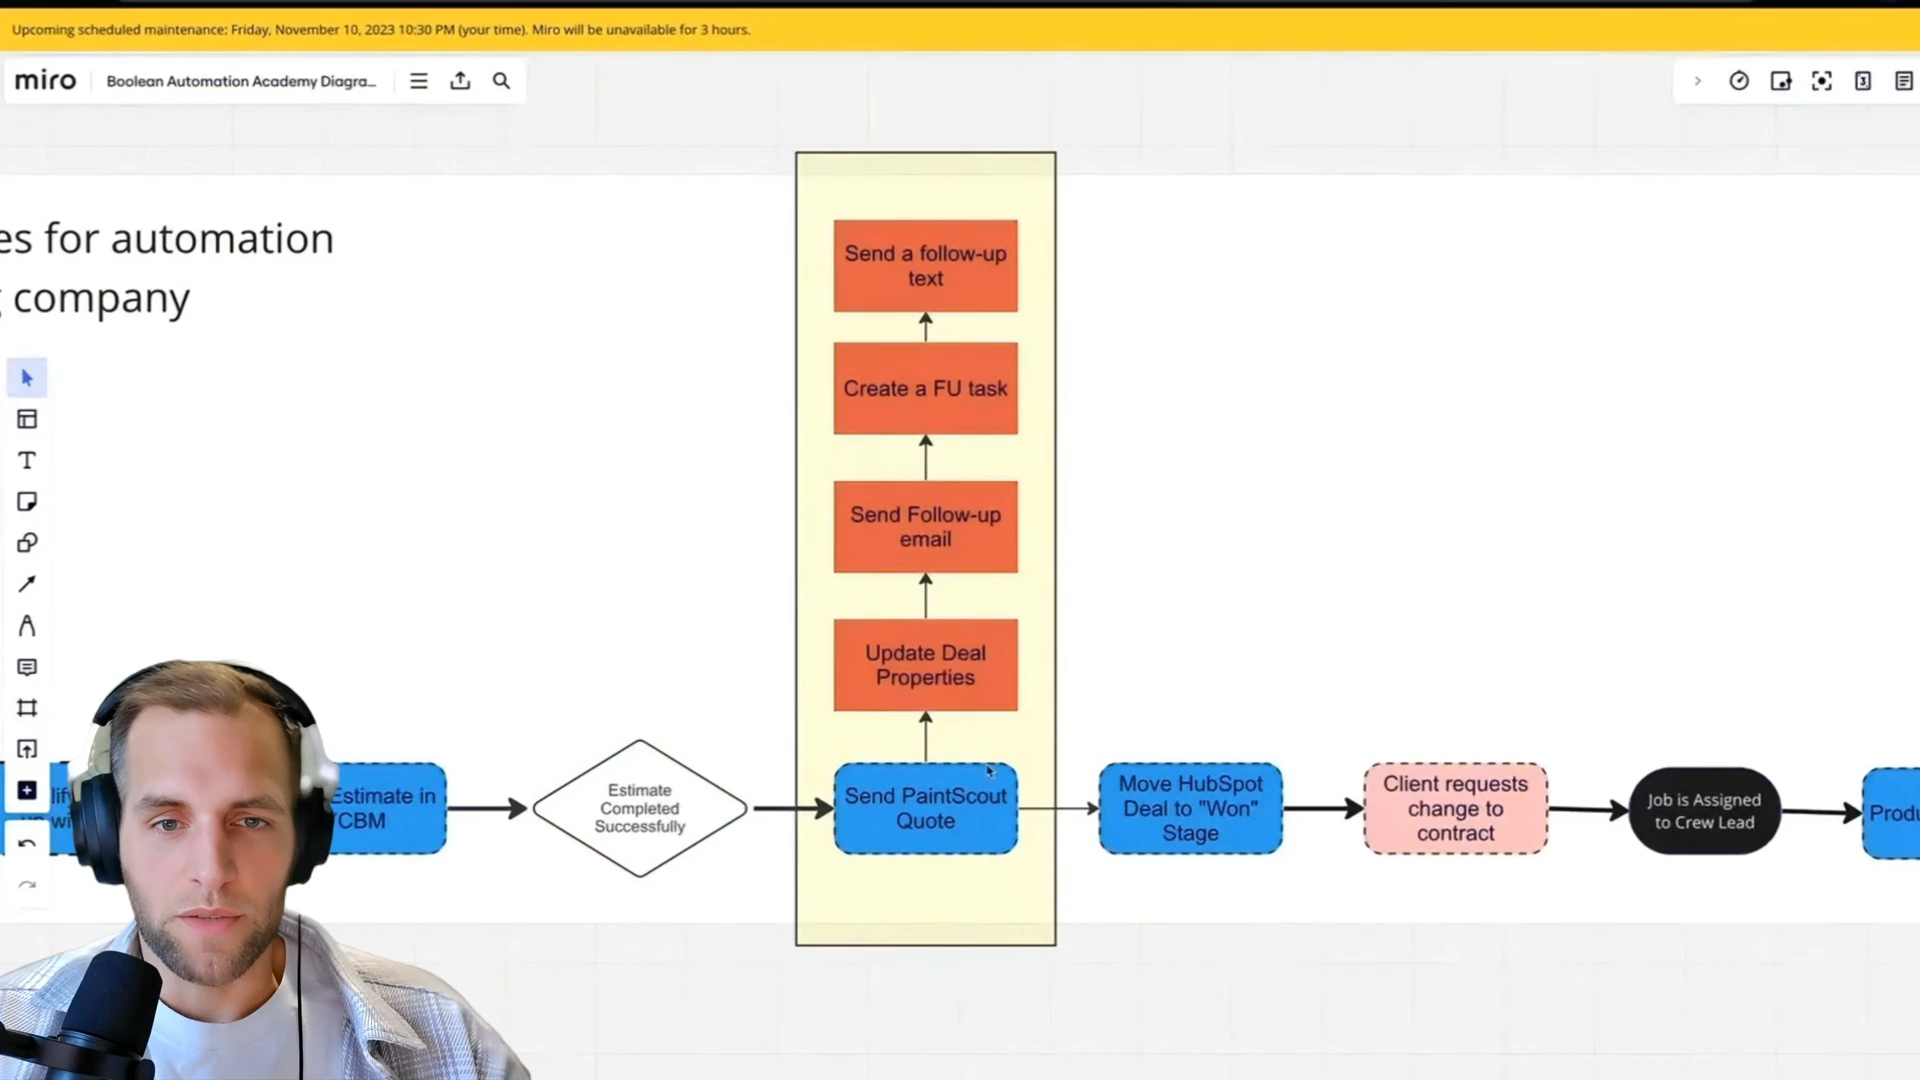 Upcoming scheduled maintenance: Friday, November 10, 2023 10:30 PM (your time). Miro will be unavailable for 3 hours.
miro
Boolean Automation Academy Diagra...
3
es for automation
company
Send a follow-up
text
Create a FU task
Send Follow-up
email
Update Deal
Properties
Estimate in
CBM
Estimate
Completed
Successfully
Send PaintScout
Quote
Move HubSpot
Deal to "Won"
Stage
Client requests
change to
contract
Job is Assigned
to Crew Lead
Produ